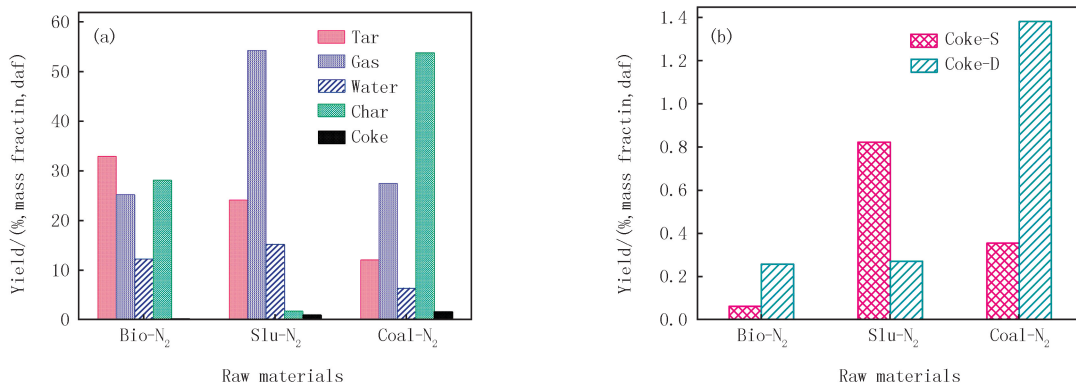 (a)
Tar
Gas
Water
Char
Coke
60
50
40
30
20
10
0
Yield/(%,mass fractin,daf)
Bio-N₂
Slu-N₂
Coal-N₂
Raw materials
(b)
Coke-S
Coke-D
1.4
1.2
1.0
0.8
0.6
0.4
0.2
0.0
Yield/(%,mass fractin,daf)
Bio-N₂
Slu-N₂
Coal-N₂
Raw materials